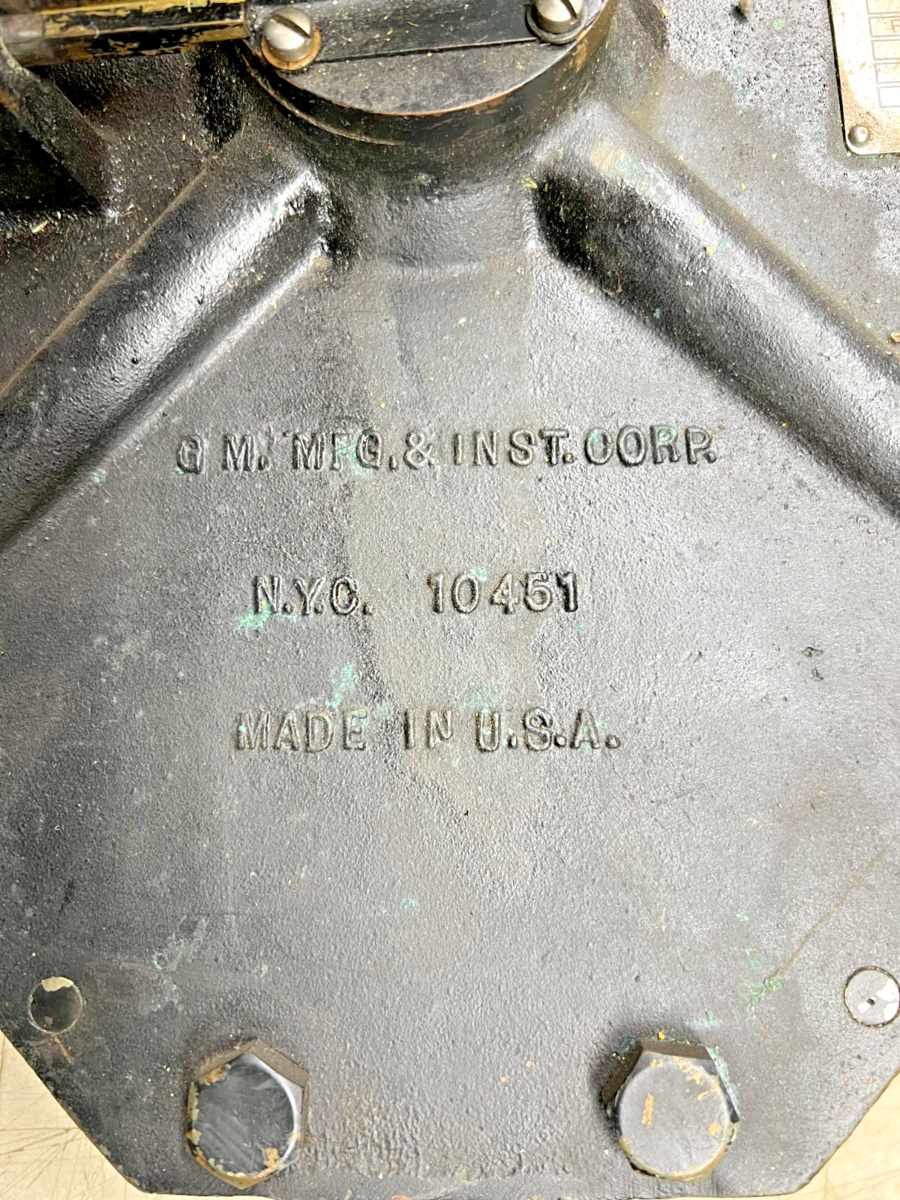 G M. MFG. & INST. CORP.
N.Y.C. 10451
MADE IN U.S.A.